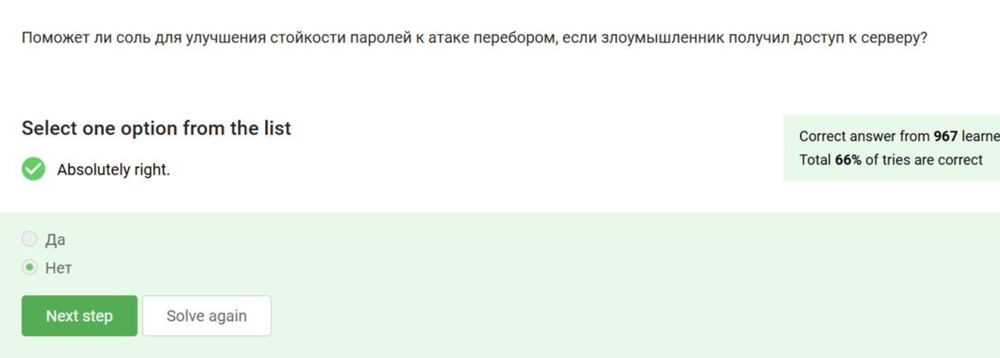 Поможет ли соль для улучшения стойкости паролей к атаке перебором, если злоумышленник получил доступ к серверу?
Select one option from the list
Absolutely right.
Correct answer from 967 learne
Total 66% of tries are correct
Да
Нет
Next step
Solve again